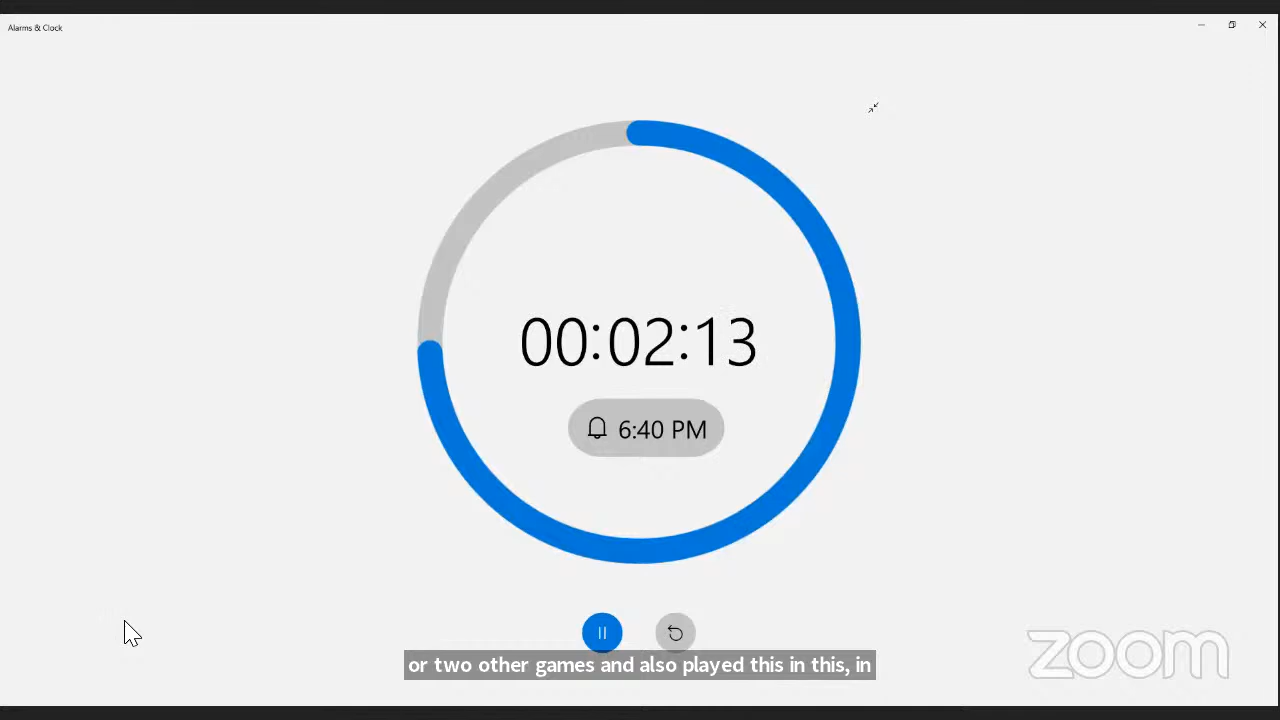 Alarms & Clock
00:02:13
6:40 PM
or two other games and also played this in this, in
zoom